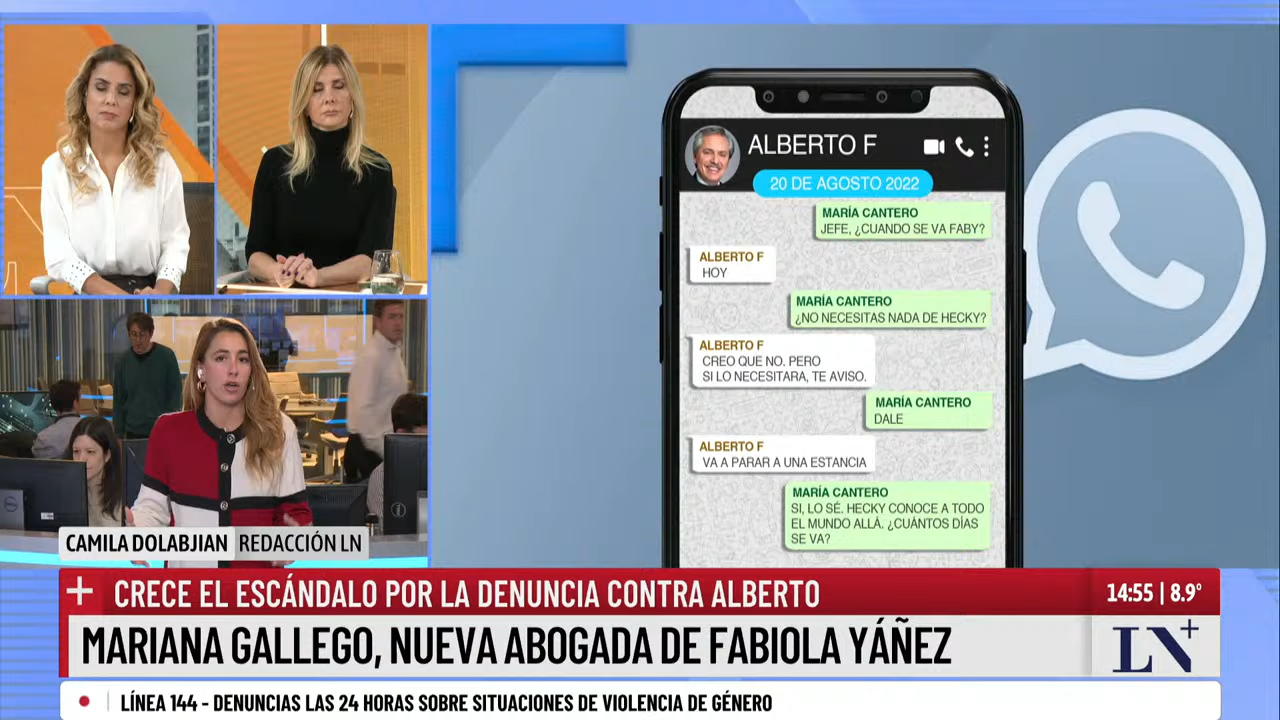 ALBERTO F
20 DE AGOSTO 2022
MARÍA CANTERO
JEFE, ¿CUANDO SE VA FABY?
ALBERTO F
HOY
MARÍA CANTERO
¿NO NECESITAS NADA DE HECKY?
ALBERTO F
CREO QUE NO. PERO
SI LO NECESITARA, TE AVISO.
MARÍA CANTERO
DALE
ALBERTO F
VA A PARAR A UNA ESTANCIA
MARÍA CANTERO
SI, LO SÉ. HECKY CONOCE A TODO
EL MUNDO ALLÁ. ¿CUÁNTOS DÍAS
SE VA?
CAMILA DOLABJIAN REDACCIÓN LN
CRECE EL ESCÁNDALO POR LA DENUNCIA CONTRA ALBERTO
14:55 | 8.9°
MARIANA GALLEGO, NUEVA ABOGADA DE FABIOLA YÁÑEZ
LN+
LÍNEA 144 - DENUNCIAS LAS 24 HORAS SOBRE SITUACIONES DE VIOLENCIA DE GÉNERO